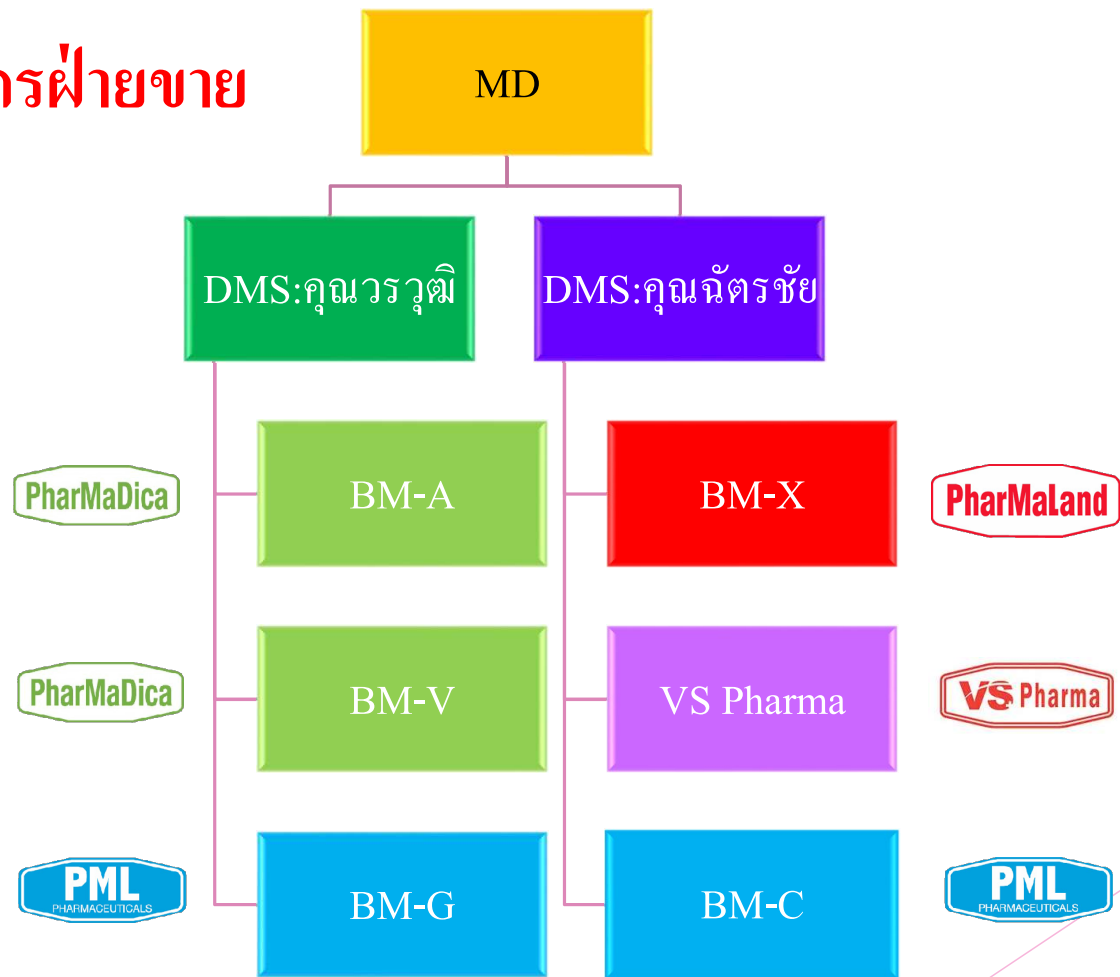 ฝ่ายขาย
MD
DMS:คุณวรวุฒิ
DMS:คุณฉัตรชัย
PharMaDica
BM-A
BM-X
PharMaLand
PharMaDica
BM-V
VS Pharma
VS Pharma
PML
PHARMACEUTICALS
BM-G
BM-C
PML
PHARMACEUTICALS